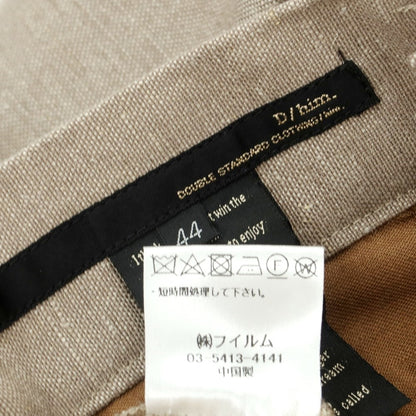 D/him.
DOUBLE STANDARD CLOTHING/him.
44
t win the
to enjoy
・短時間処理して下さい。
㈱フイルム
03-5413-4141
中国製
called